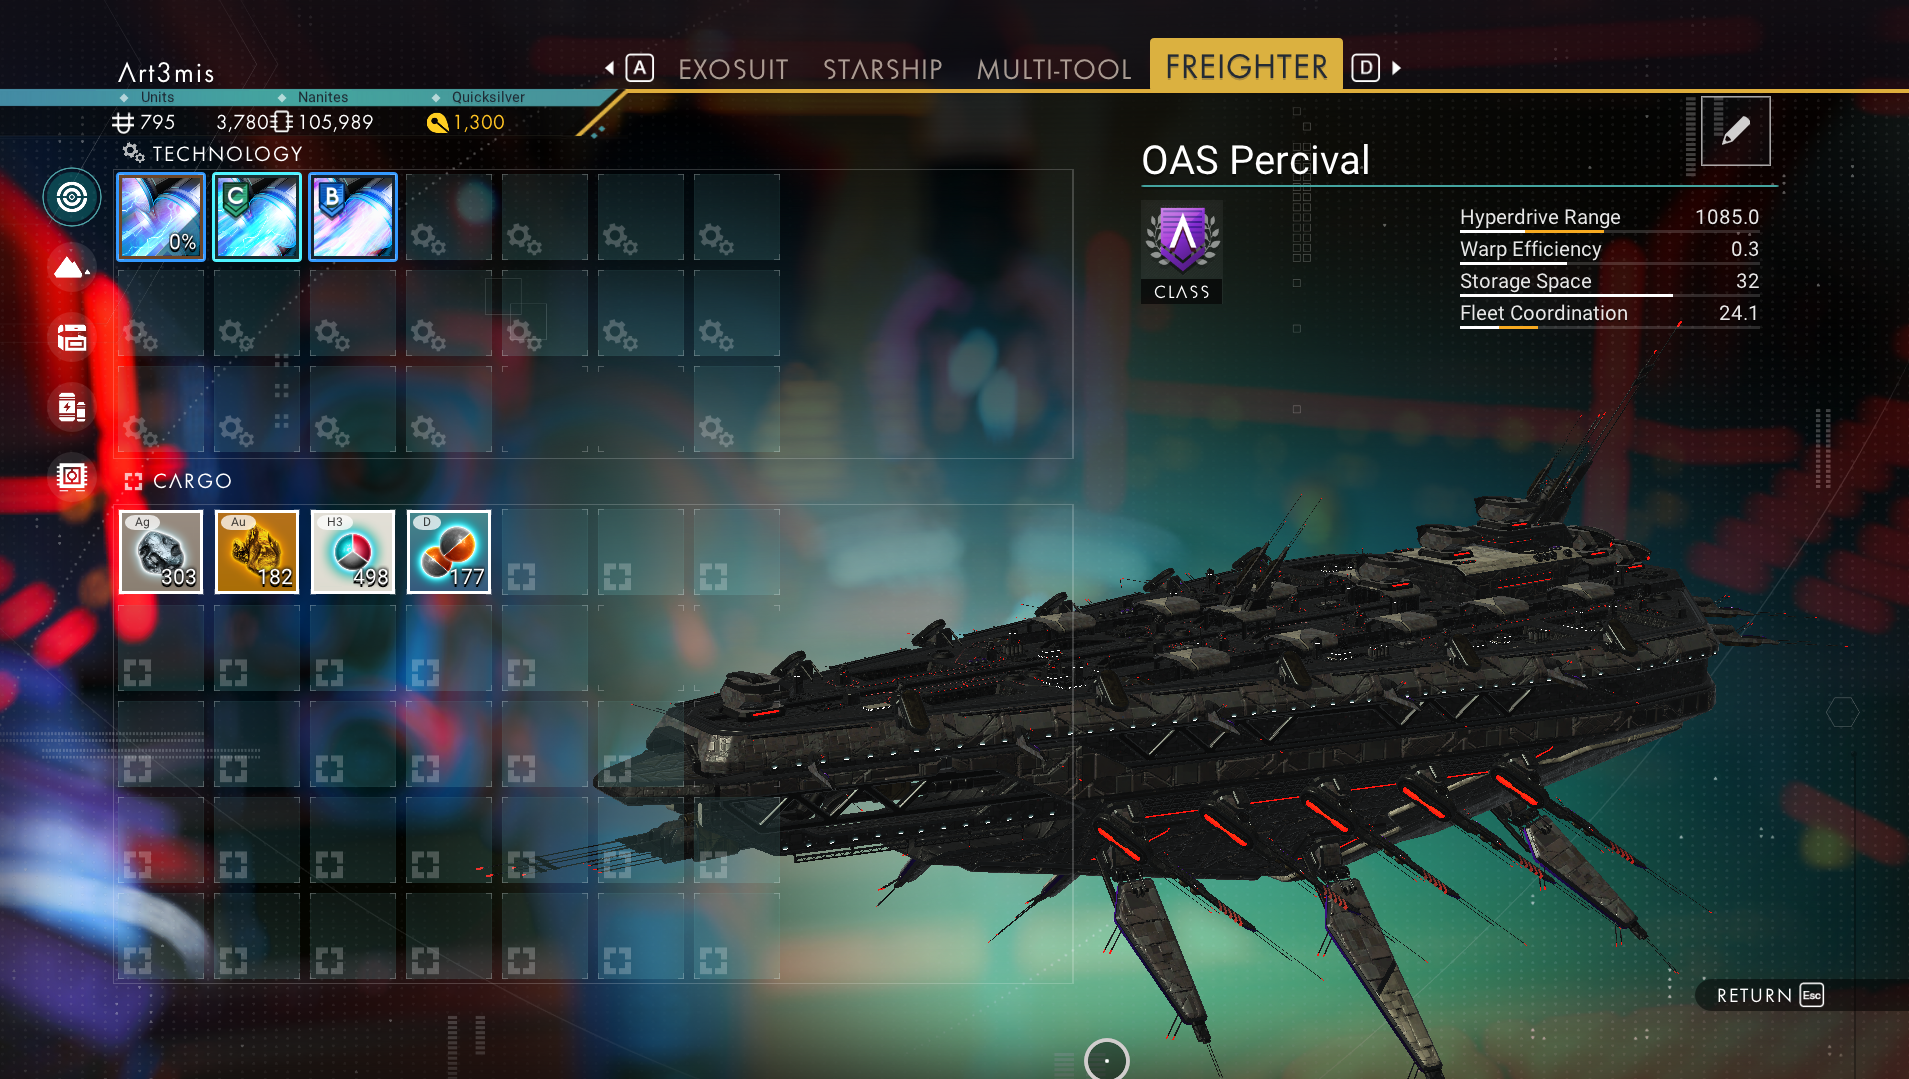 Art3mis
A EXOSUIT STARSHIP MULTI-TOOL FREIGHTER D
Units Nanites Quicksilver
795 3,780 105,989 1,300
TECHNOLOGY
0% C B
OAS Percival
CLASS
Hyperdrive Range 1085.0
Warp Efficiency 0.3
Storage Space 32
Fleet Coordination 24.1
CARGO
Ag Au H3 D
303 182 498 177
RETURN Esc